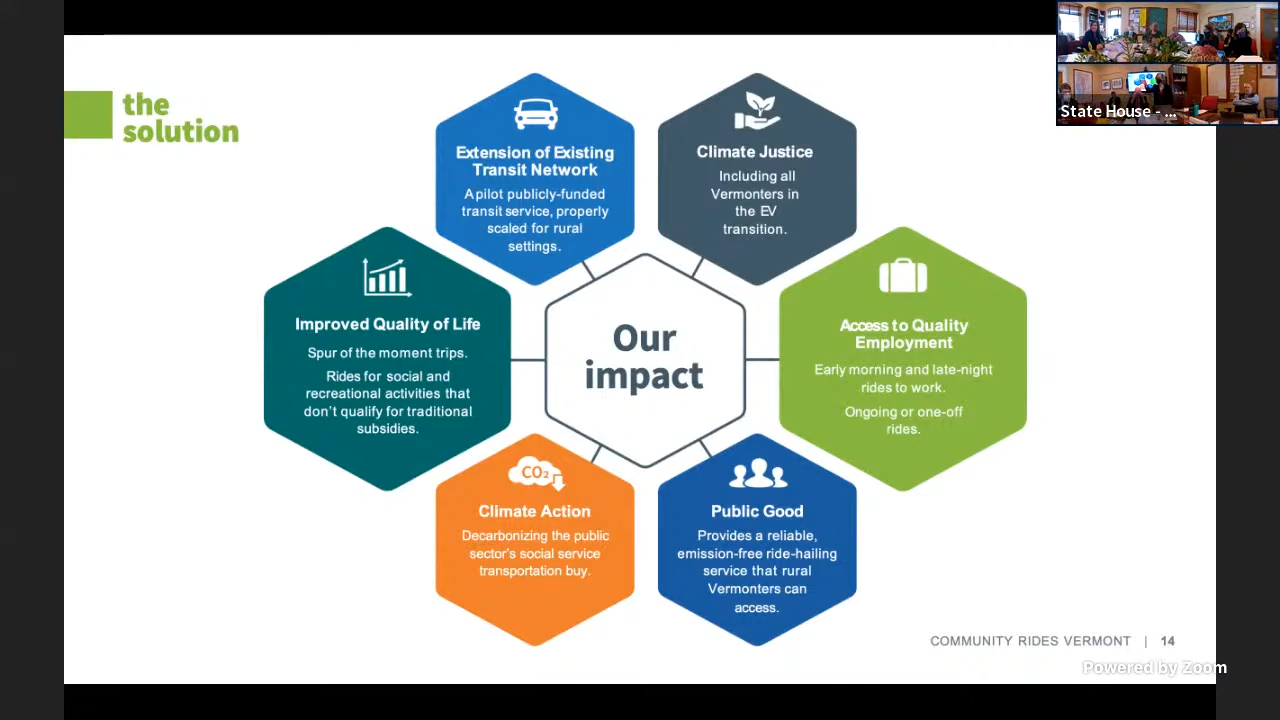 the
solution
Extension of Existing
Transit Network
A pilot publicly-funded
transit service, properly
scaled for rural
settings.
Climate Justice
Including all
Vermonters in
the EV
transition.
Improved Quality of Life
Spur of the moment trips.
Rides for social and
recreational activities that
don't qualify for traditional
subsidies.
Our
impact
Access to Quality
Employment
Early morning and late-night
rides to work.
Ongoing or one-off
rides.
CO₂
Climate Action
Decarbonizing the public
sector's social service
transportation buy.
Public Good
Provides a reliable,
emission-free ride-hailing
service that rural
Vermonters can
access.
COMMUNITY RIDES VERMONT | 14
State House - ...
Powered by Zoom